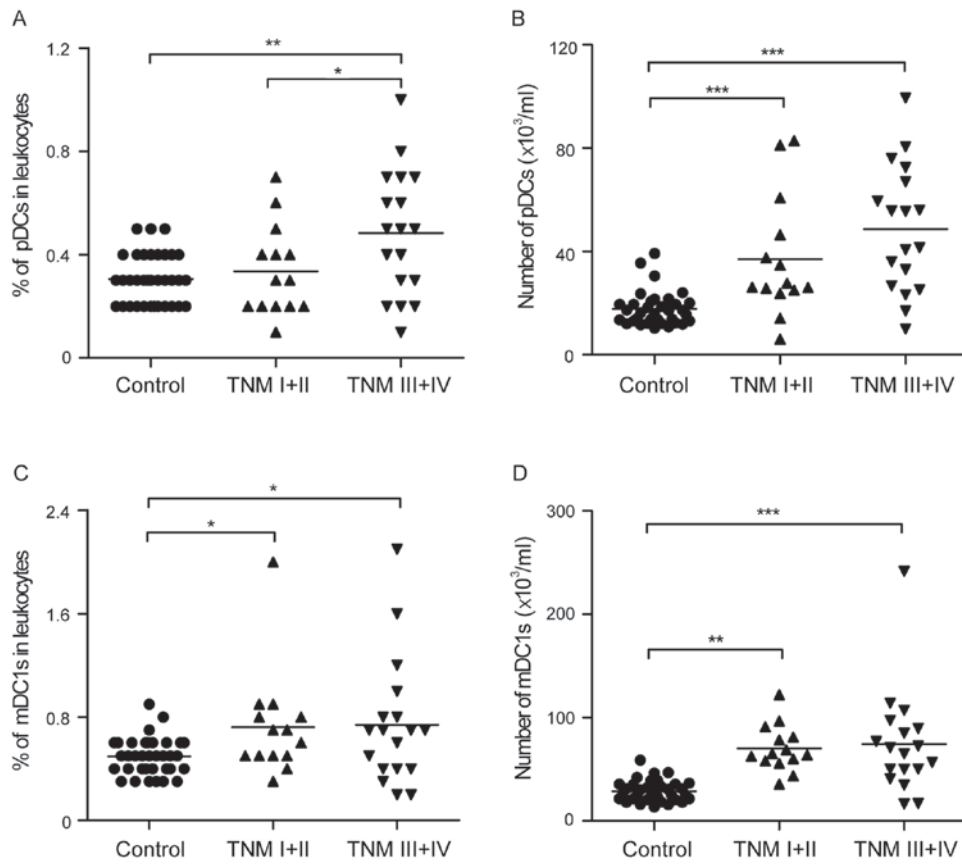 A
% of pDCs in leukocytes
1.2
0.8
0.4
0
**
*
Control
TNM I+II
TNM III+IV
B
Number of pDCs (x10³/ml)
120
80
40
0
***
***
Control
TNM I+II
TNM III+IV
C
% of mDC1s in leukocytes
2.4
1.6
0.8
0
*
*
Control
TNM I+II
TNM III+IV
D
Number of mDC1s (x10³/ml)
300
200
100
0
***
**
Control
TNM I+II
TNM III+IV